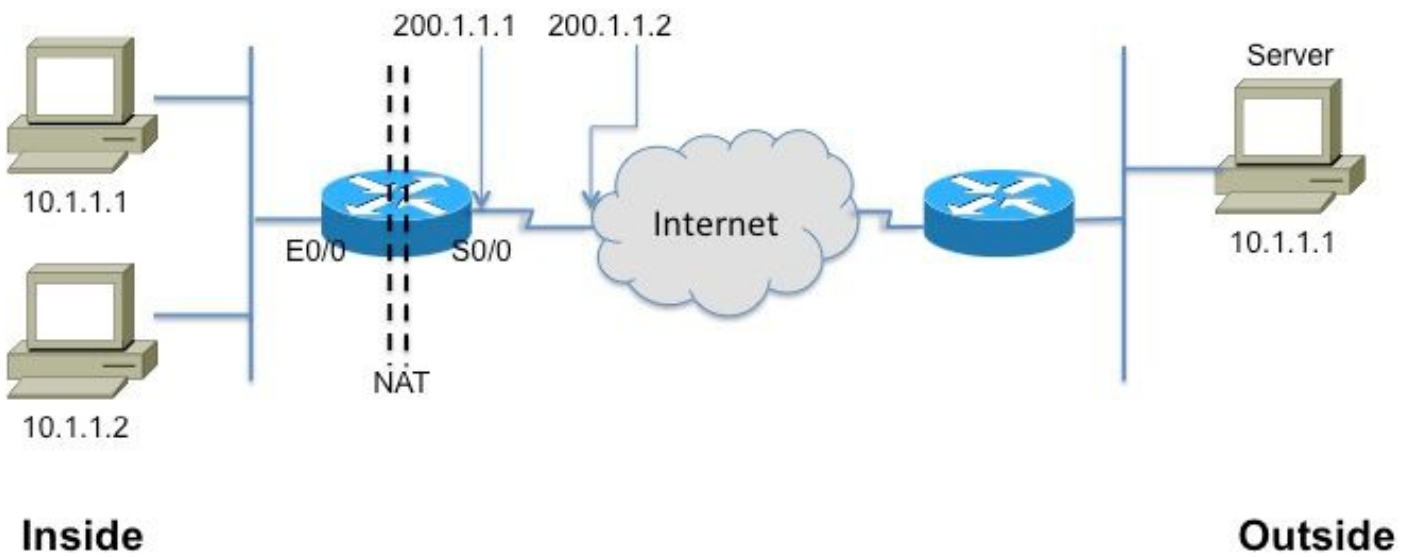 200.1.1.1 200.1.1.2
Server
10.1.1.1
Internet
10.1.1.1
E0/0 S0/0
NAT
10.1.1.2
Inside
Outside